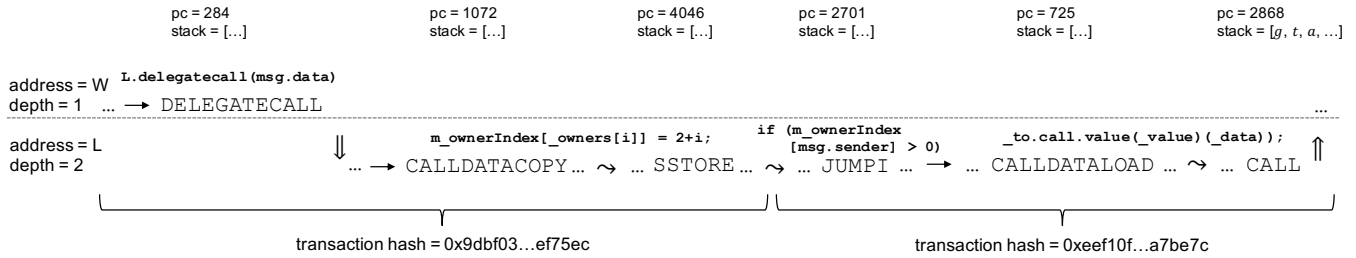 pc = 284 pc = 1072 pc = 4046 pc = 2701 pc = 725 pc = 2868
stack = […] stack = […] stack = […] stack = […] stack = […] stack = [g, t, a, …]
address = W L.delegatecall(msg.data)
depth = 1 … → DELEGATECALL …
address = L ⇓ m_ownerIndex[_owners[i]] = 2+i; if (m_ownerIndex _to.call.value(_value)(_data)); ⇑
[msg.sender] > 0)
depth = 2 … → CALLDATACOPY … ⤳ … SSTORE … ⤳ … JUMPI … → … CALLDATALOAD … ⤳ … CALL
transaction hash = 0x9dbf03…ef75ec transaction hash = 0xeef10f…a7be7c